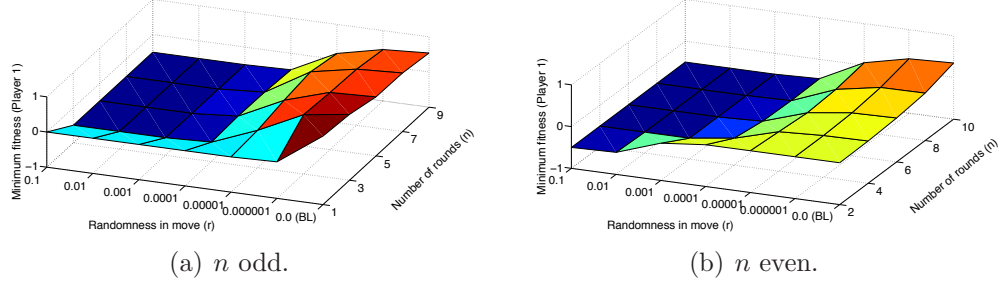 Minimum fitness (Player 1)
1
0
−1
0.1
0.01
0.001
0.0001
0.00001
0.000001
0.0 (BL)
Randomness in move (r)
1
3
5
7
9
Number of rounds (n)
(a) n odd.
Minimum fitness (Player 1)
1
0
−1
0.1
0.01
0.001
0.0001
0.00001
0.000001
0.0 (BL)
Randomness in move (r)
2
4
6
8
10
Number of rounds (n)
(b) n even.